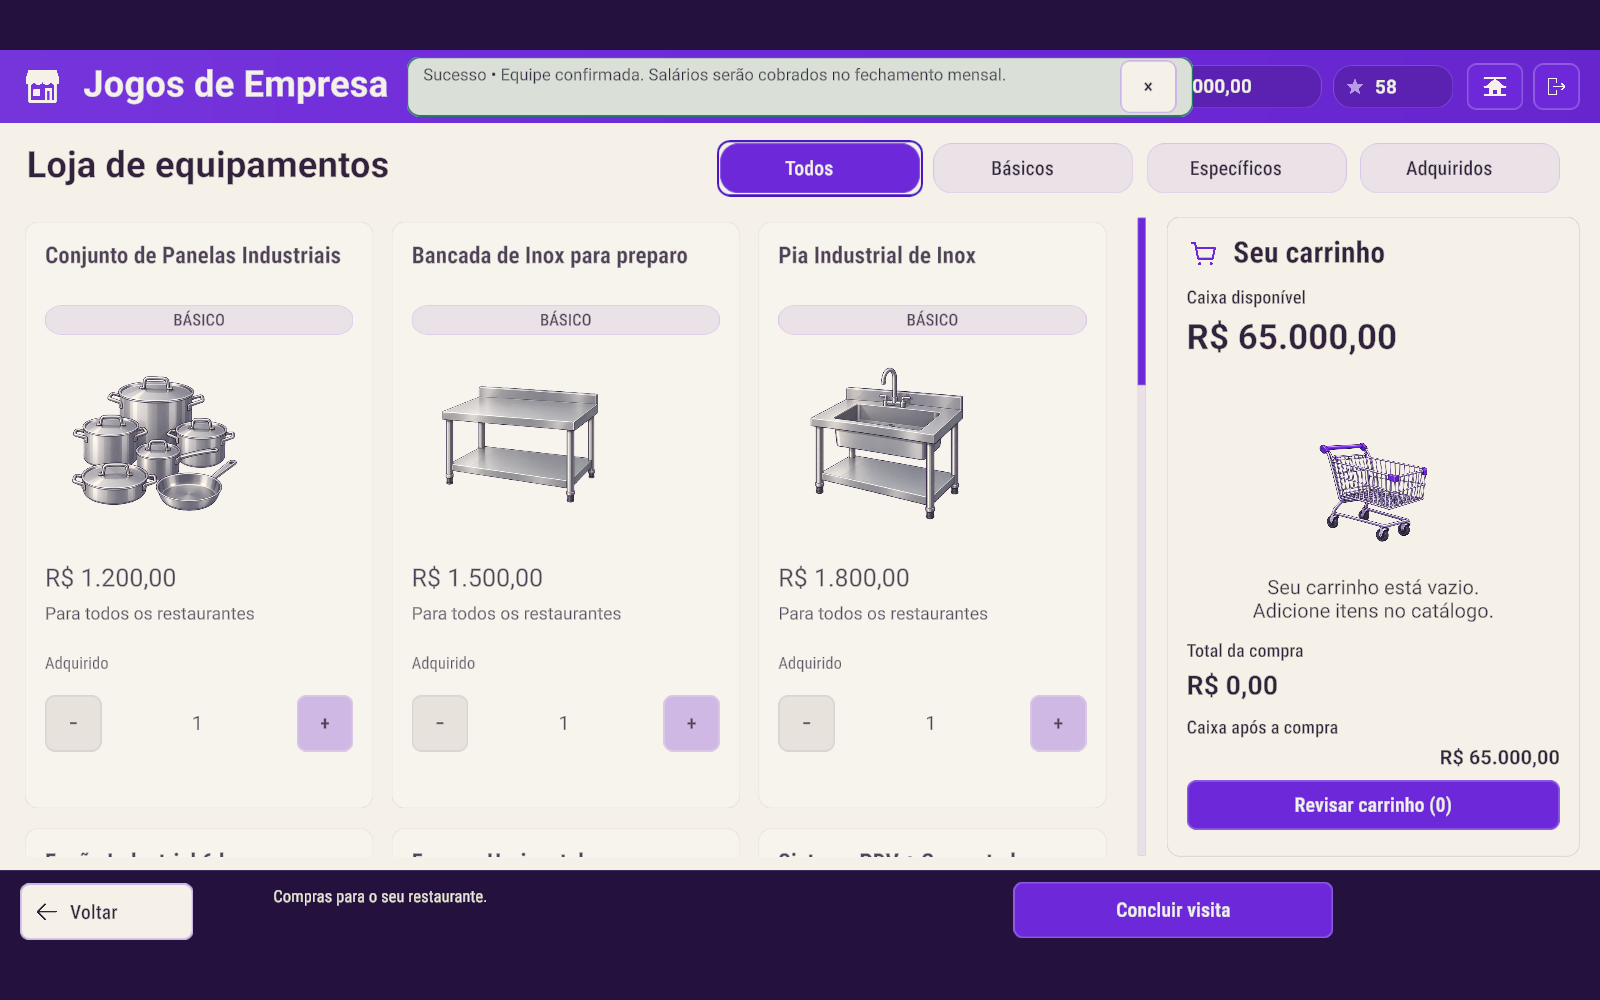 Jogos de Empresa
Sucesso • Equipe confirmada. Salários serão cobrados no fechamento mensal.
×
000,00
58
Loja de equipamentos
Todos
Básicos
Específicos
Adquiridos
Conjunto de Panelas Industriais
BÁSICO
R$ 1.200,00
Para todos os restaurantes
Adquirido
- 1 +
Bancada de Inox para preparo
BÁSICO
R$ 1.500,00
Para todos os restaurantes
Adquirido
- 1 +
Pia Industrial de Inox
BÁSICO
R$ 1.800,00
Para todos os restaurantes
Adquirido
- 1 +
Seu carrinho
Caixa disponível
R$ 65.000,00
Seu carrinho está vazio.
Adicione itens no catálogo.
Total da compra
R$ 0,00
Caixa após a compra
R$ 65.000,00
Revisar carrinho (0)
Voltar
Compras para o seu restaurante.
Concluir visita